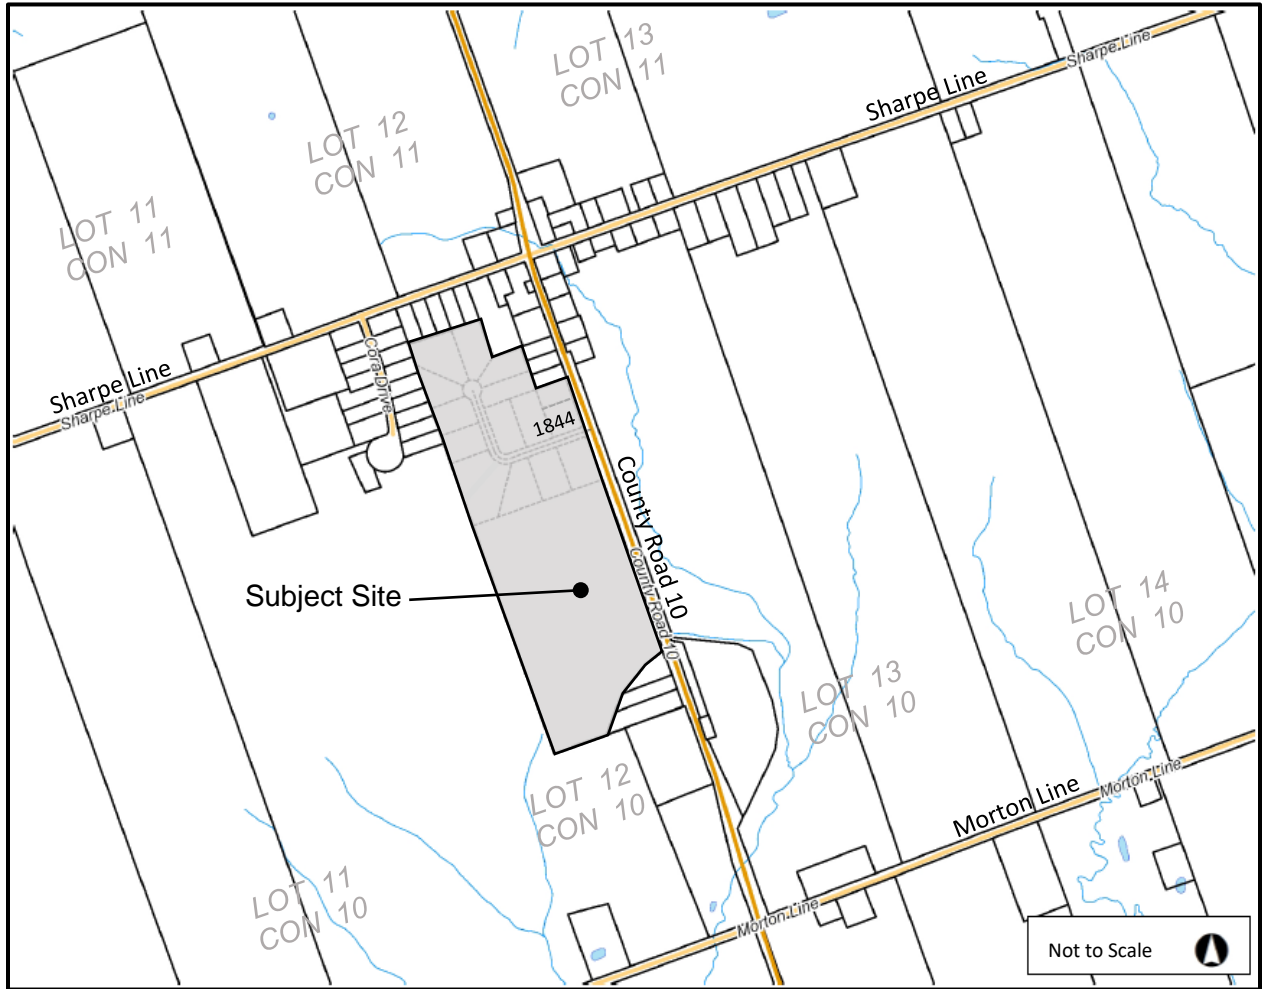 LOT 13
CON 11
Sharpe Line
Sharpe Line
LOT 12
CON 11
LOT 11
CON 11
Sharpe Line
Sharpe Line
Cora Drive
1844
County Road 10
County Road 10
Subject Site
LOT 14
CON 10
LOT 13
CON 10
LOT 12
CON 10
Morton Line
Morton Line
LOT 11
CON 10
Morton Line
Not to Scale